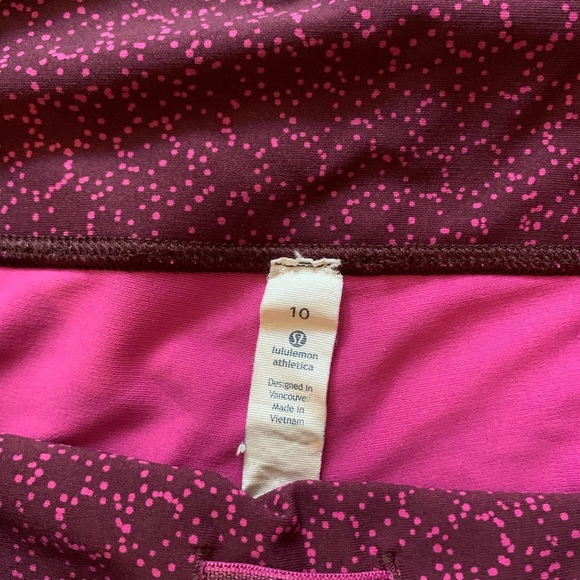 10
lululemon
athletica
Designed in
Vancouver
Made in
Vietnam